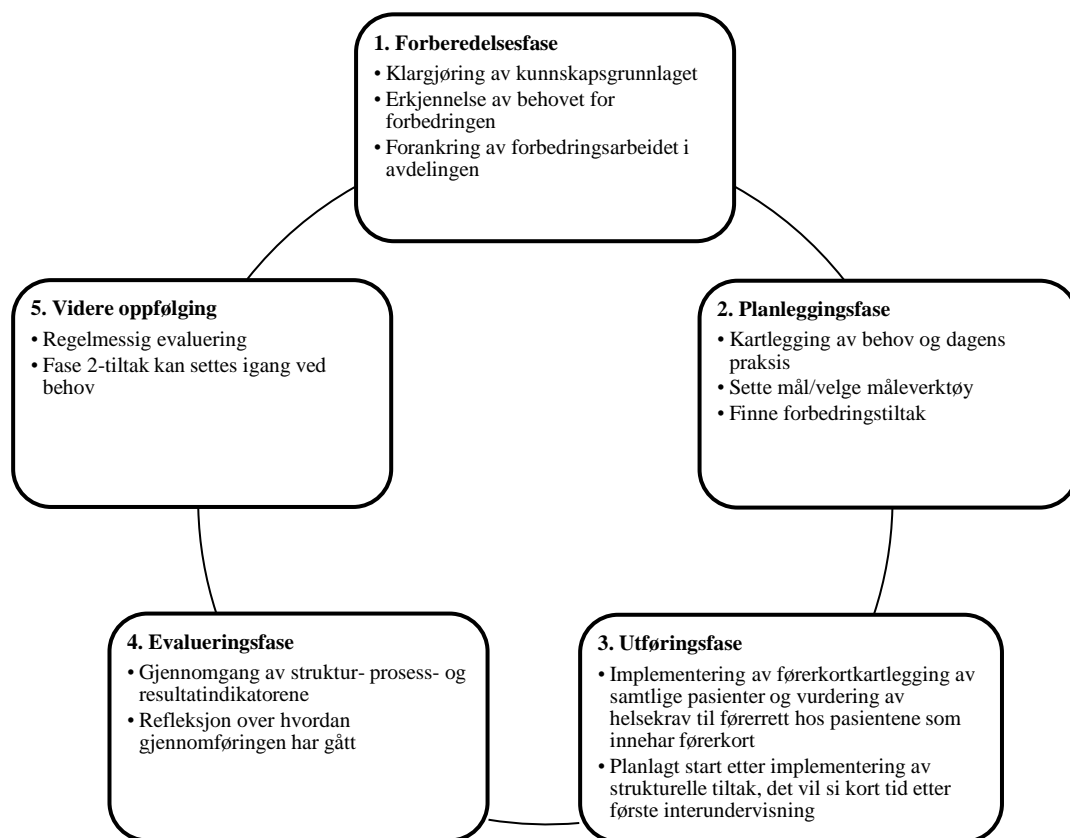 1. Forberedelsesfase
• Klargjøring av kunnskapsgrunnlaget
• Erkjennelse av behovet for
forbedringen
• Forankring av forbedringsarbeidet i
avdelingen
2. Planleggingsfase
• Kartlegging av behov og dagens
praksis
• Sette mål/velge måleverktøy
• Finne forbedringstiltak
3. Utføringsfase
• Implementering av førerkortkartlegging av
samtlige pasienter og vurdering av
helsekrav til førerrett hos pasientene som
innehar førerkort
• Planlagt start etter implementering av
strukturelle tiltak, det vil si kort tid etter
første interundervisning
4. Evalueringsfase
• Gjennomgang av struktur- prosess- og
resultatindikatorene
• Refleksjon over hvordan
gjennomføringen har gått
5. Videre oppfølging
• Regelmessig evaluering
• Fase 2-tiltak kan settes igang ved
behov